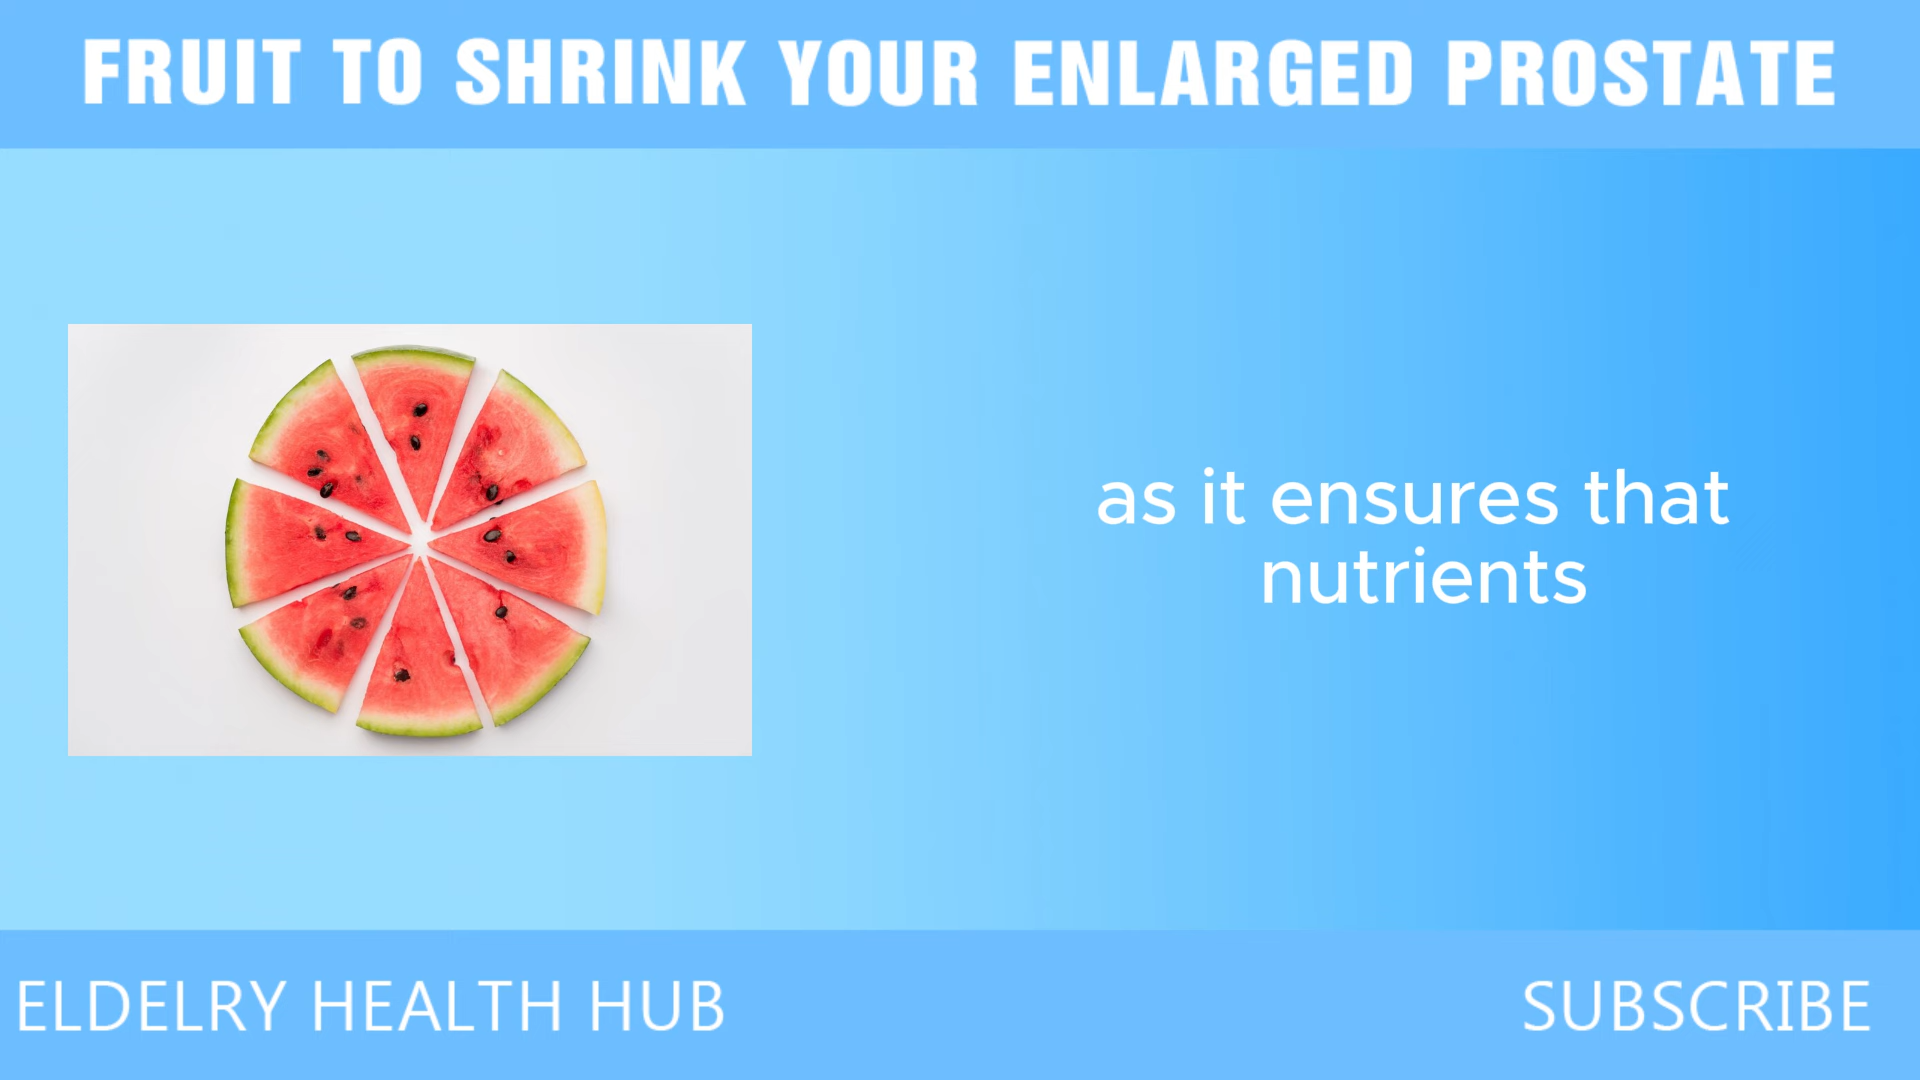 FRUIT TO SHRINK YOUR ENLARGED PROSTATE
as it ensures that
nutrients
ELDELRY HEALTH HUB
SUBSCRIBE